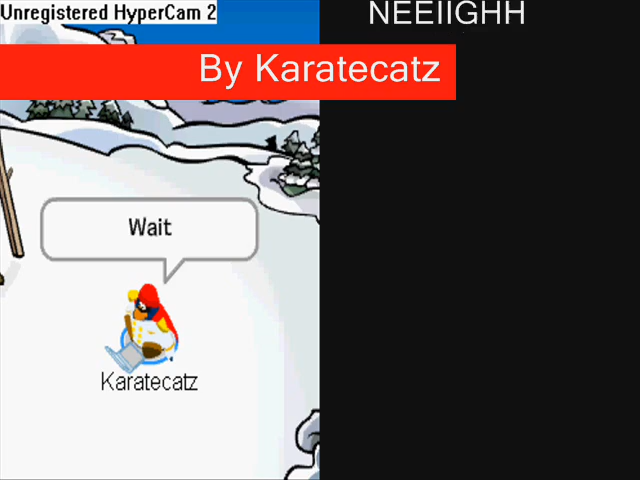 Unregistered HyperCam 2
NEEIIGHH
By Karatecatz
Wait
Karatecatz